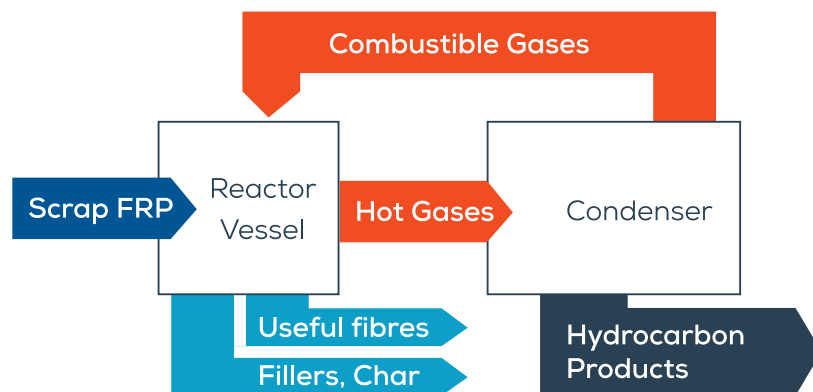 Combustible Gases
Scrap FRP
Reactor
Vessel
Hot Gases
Condenser
Useful fibres
Fillers, Char
Hydrocarbon
Products